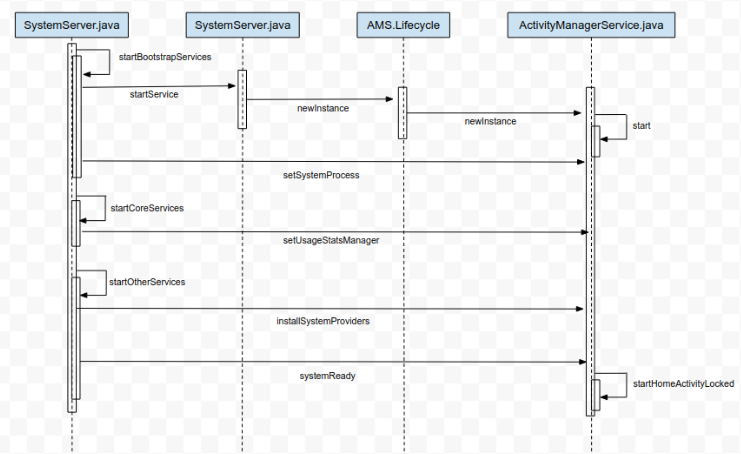 SystemServer.java
SystemServer.java
AMS.Lifecycle
ActivityManagerService.java
startBootstrapServices
startService
newInstance
newInstance
start
setSystemProcess
startCoreServices
setUsageStatsManager
startOtherServices
installSystemProviders
systemReady
startHomeActivityLocked